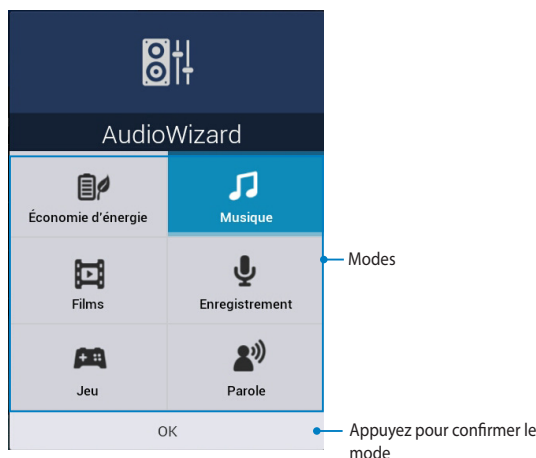 AudioWizard
Économie d'énergie
Musique
Films
Enregistrement
Modes
Jeu
Parole
OK
Appuyez pour confirmer le
mode